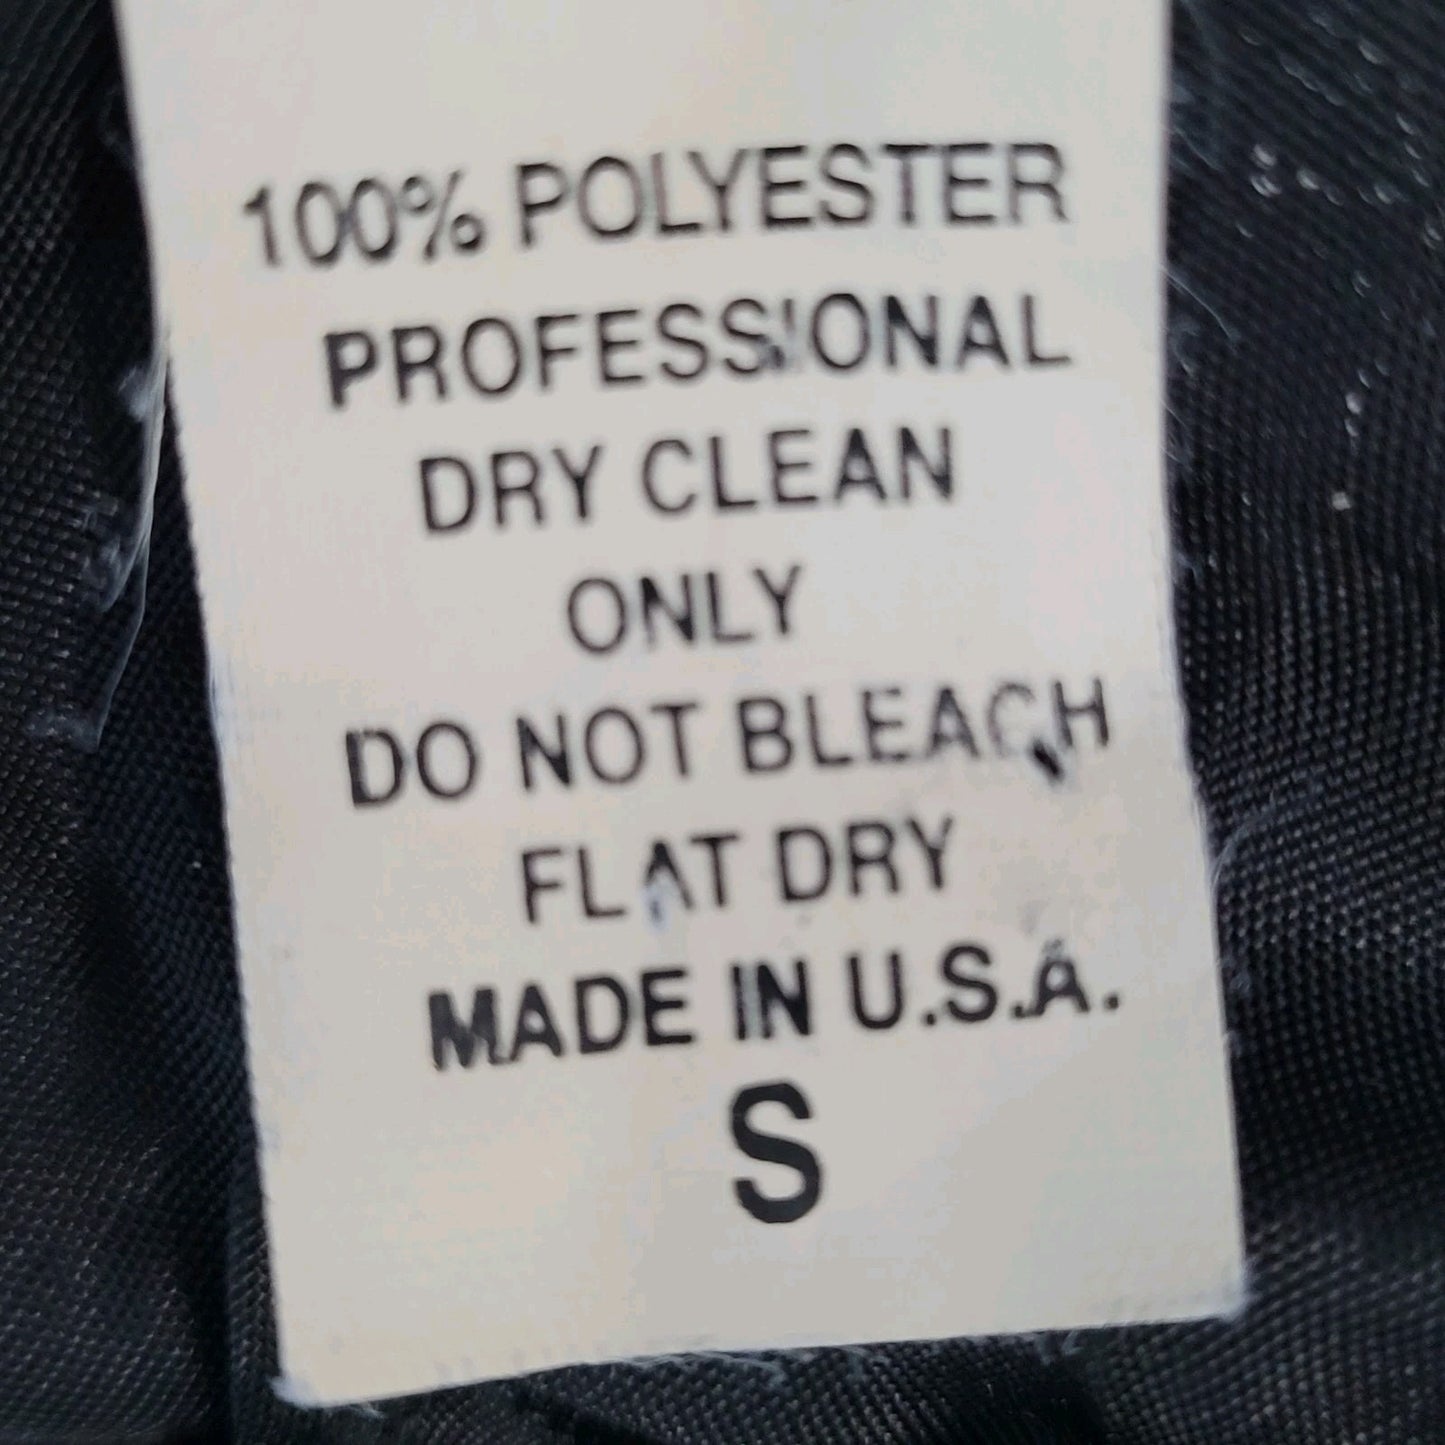 100% POLYESTER
PROFESSIONAL
DRY CLEAN
ONLY
DO NOT BLEACH
FLAT DRY
MADE IN U.S.A.
S